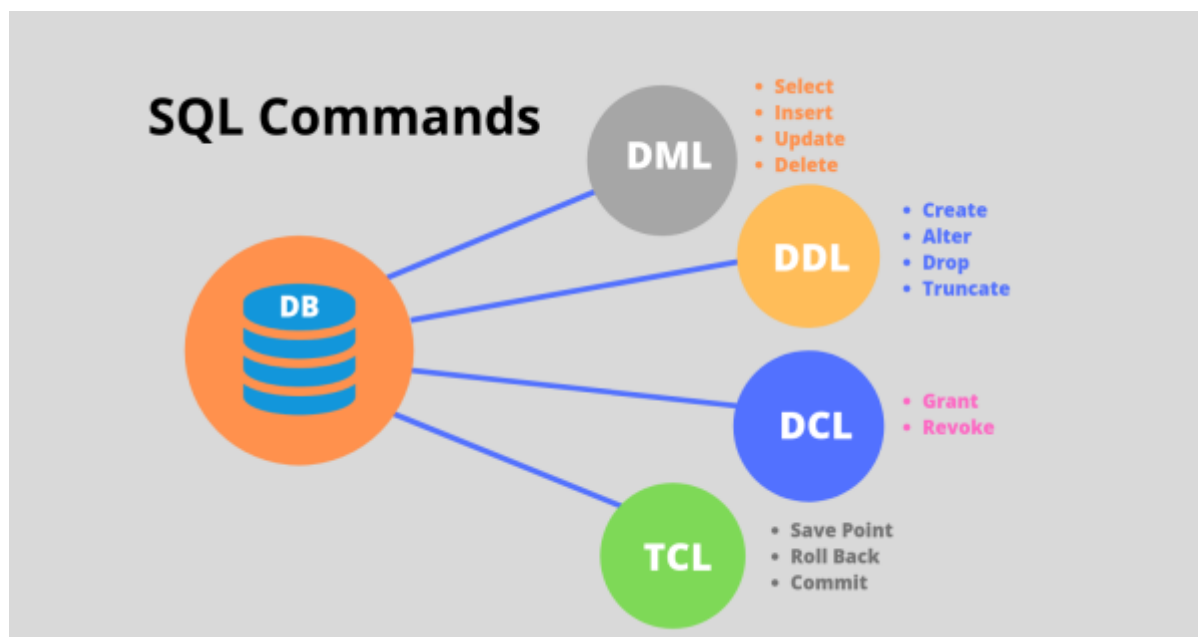 SQL Commands
DML
• Select
• Insert
• Update
• Delete
DDL
• Create
• Alter
• Drop
• Truncate
DB
DCL
• Grant
• Revoke
TCL
• Save Point
• Roll Back
• Commit